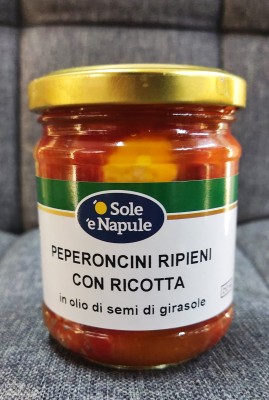 Sole
'e Napule
PEPERONCINI RIPIENI
CON RICOTTA
in olio di semi di girasole